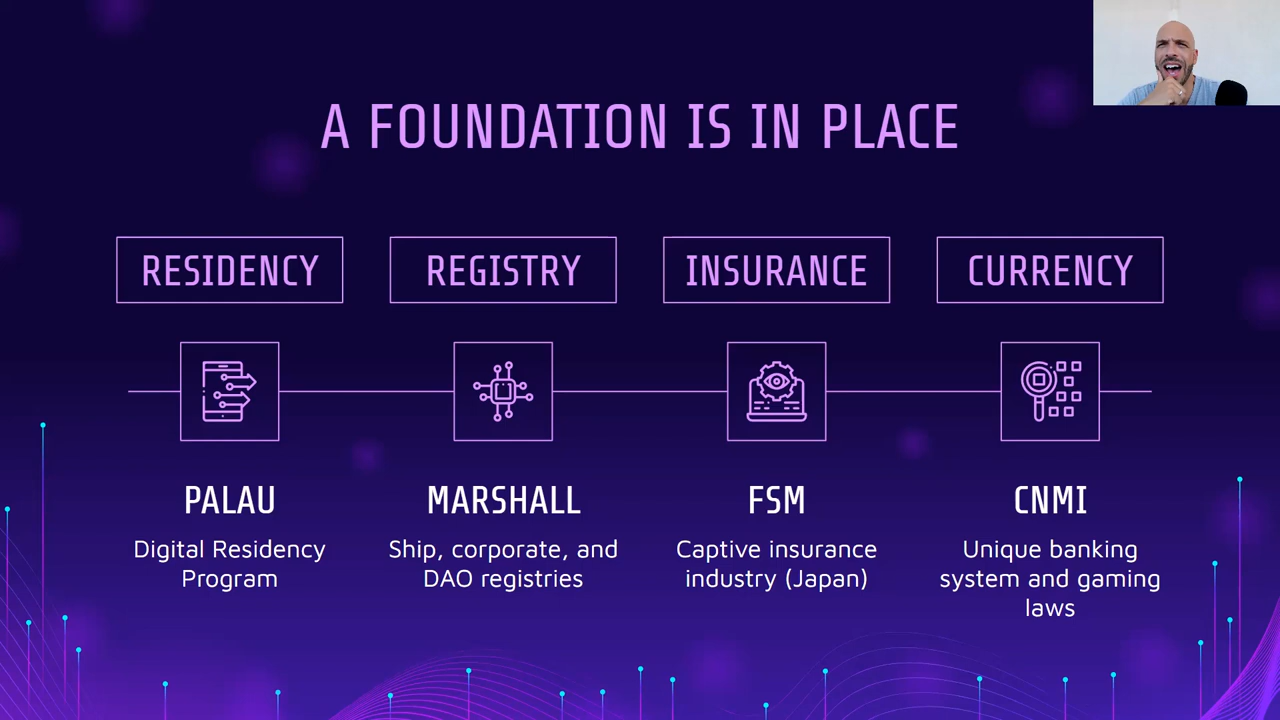 A FOUNDATION IS IN PLACE
RESIDENCY
REGISTRY
INSURANCE
CURRENCY
PALAU
Digital Residency
Program
MARSHALL
Ship, corporate, and
DAO registries
FSM
Captive insurance
industry (Japan)
CNMI
Unique banking
system and gaming
laws